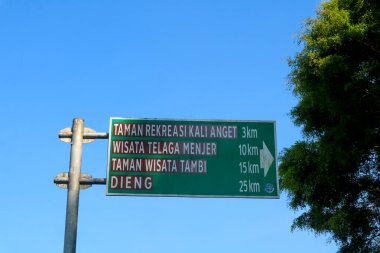 TAMAN REKREASI KALI ANGET 3km
WISATA TELAGA MENJER 10km
TAMAN WISATA TAMBI 15km
DIENG 25km